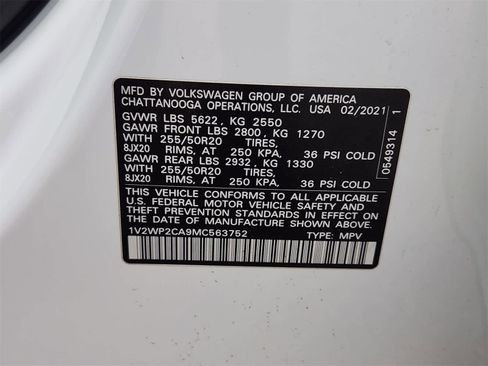 MFD BY VOLKSWAGEN GROUP OF AMERICA
CHATTANOOGA OPERATIONS, LLC. USA 02/2021
GVWR LBS 5622, KG 2550
GAWR FRONT LBS 2800, KG 1270
WITH 255/50R20 TIRES,
8JX20 RIMS, AT 250 KPA, 36 PSI COLD
GAWR REAR LBS 2932, KG 1330
WITH 255/50R20 TIRES,
8JX20 RIMS, AT 250 KPA, 36 PSI COLD
THIS VEHICLE CONFORMS TO ALL APPLICABLE
U.S. FEDERAL MOTOR VEHICLE SAFETY AND
THEFT PREVENTION STANDARDS IN EFFECT ON
THE DATE OF MANUFACTURE SHOWN ABOVE.
1V2WP2CA9MC563752 TYPE: MPV
0549314 1